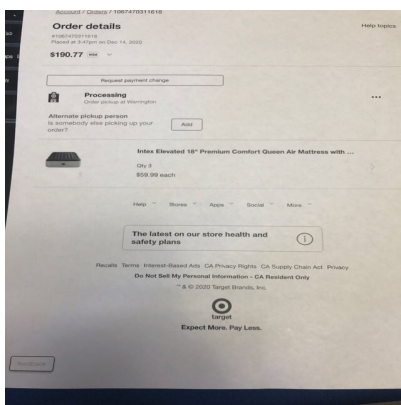 Account / Orders / 1067470311618
Order details
Help topics
#1067470311618
Placed at 3:47pm on Dec 14, 2020
$190.77
Request payment change
Processing
Order pickup at Warrington
Alternate pickup person
Is somebody else picking up your
order?
Add
Intex Elevated 18" Premium Comfort Queen Air Mattress with ...
Qty 3
$59.99 each
Help Stores Apps Social More
The latest on our store health and
safety plans
Recalls Terms Interest-Based Ads CA Privacy Rights CA Supply Chain Act Privacy
Do Not Sell My Personal Information - CA Resident Only
™ & © 2020 Target Brands, Inc.
target
Expect More. Pay Less.